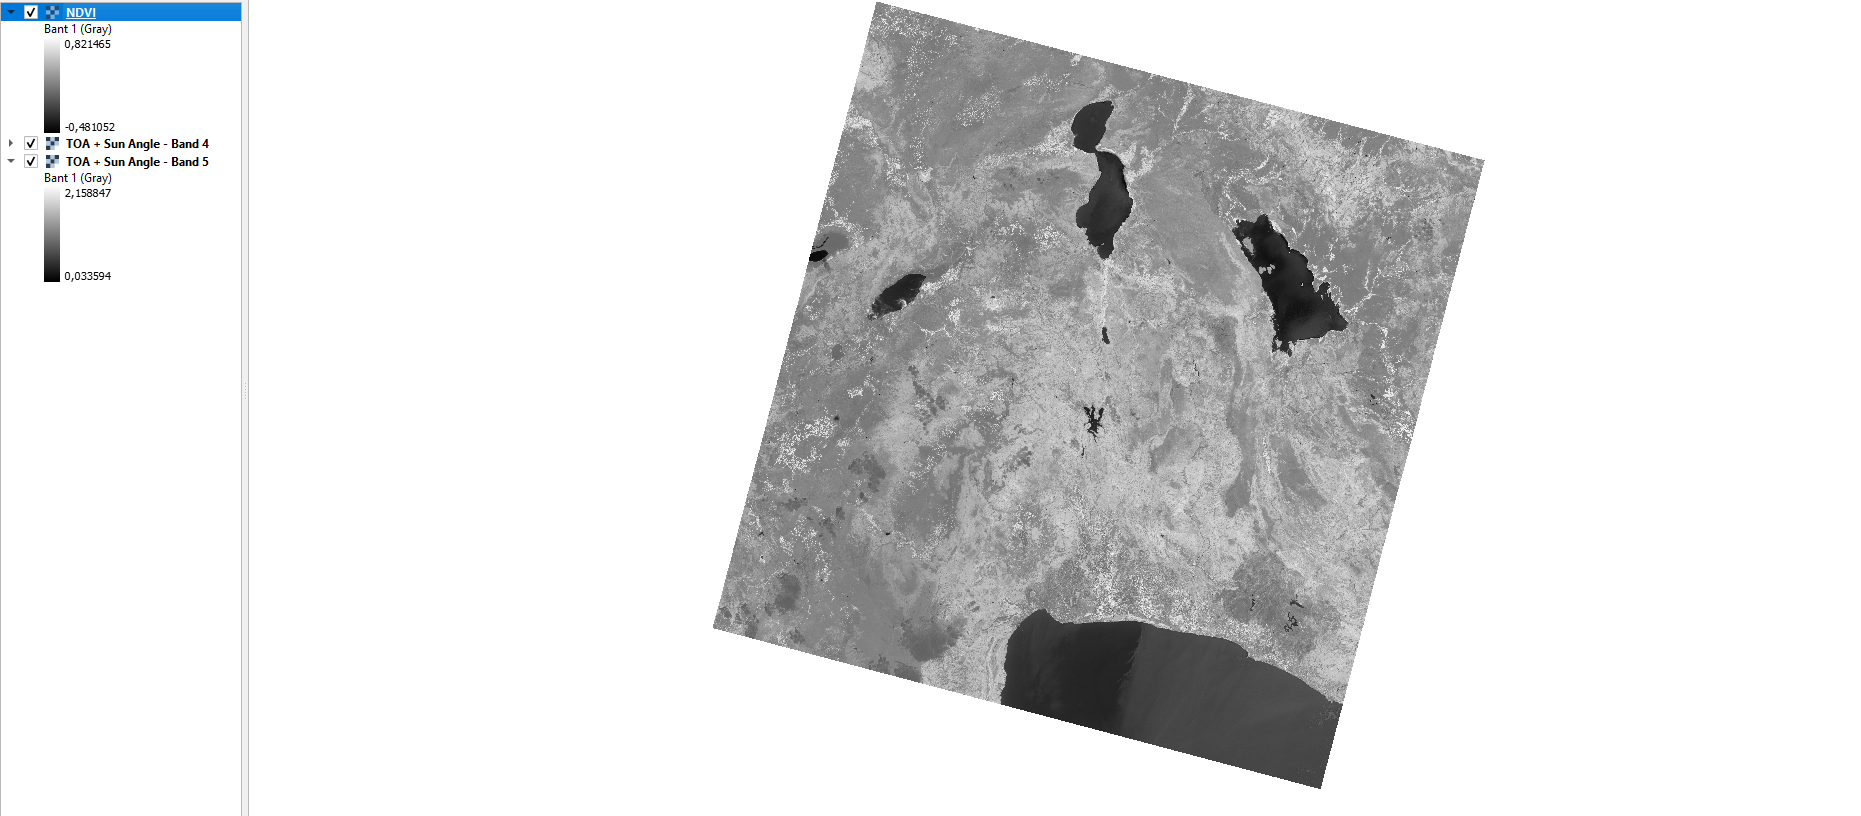 NDVI
Bant 1 (Gray)
0,821465
-0,481052
TOA + Sun Angle - Band 4
TOA + Sun Angle - Band 5
Bant 1 (Gray)
2,158847
0,033594